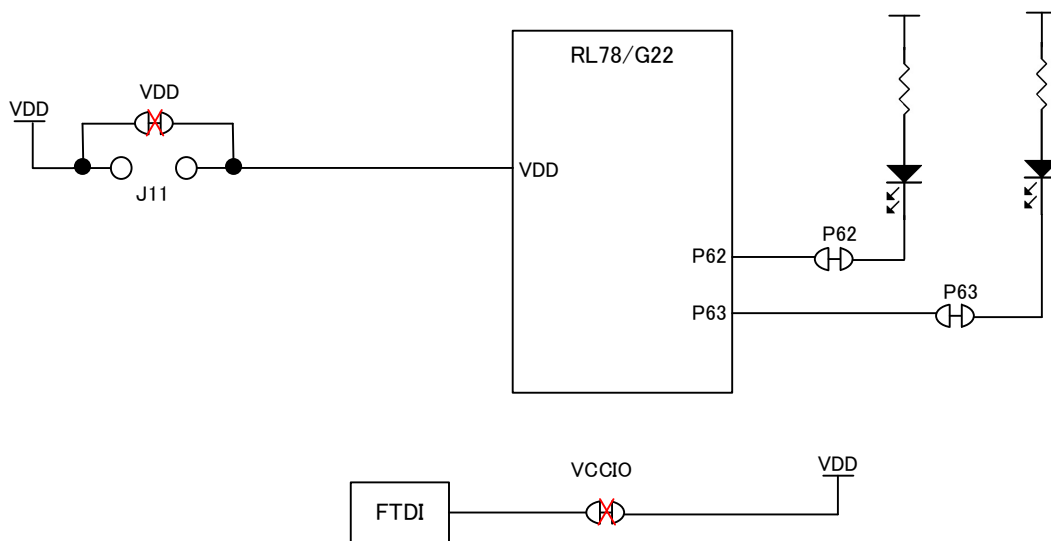 RL78/G22
VDD
VDD
J11
VDD
P62
P62
P63
P63
FTDI
VCCIO
VDD